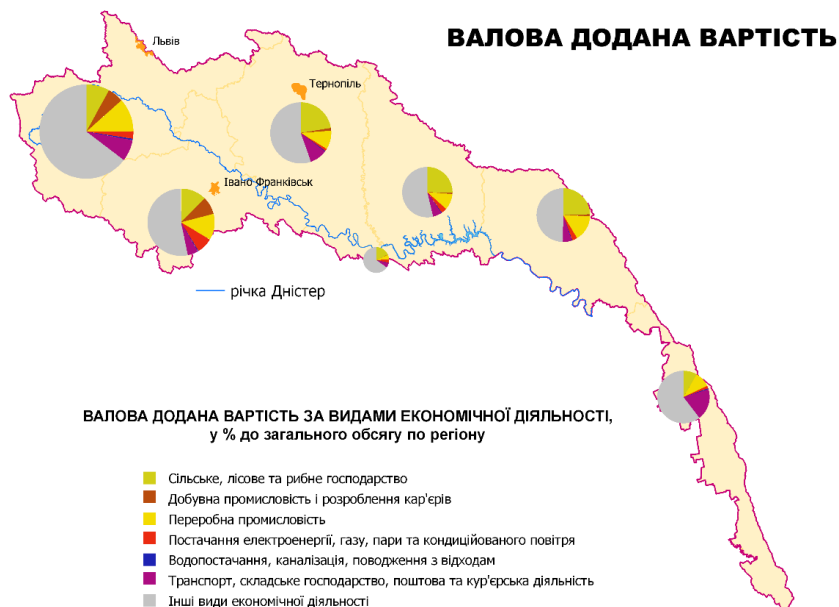 ВАЛОВА ДОДАНА ВАРТІСТЬ
Львів
Тернопіль
Івано Франківськ
річка Дністер
ВАЛОВА ДОДАНА ВАРТІСТЬ ЗА ВИДАМИ ЕКОНОМІЧНОЇ ДІЯЛЬНОСТІ,
у % до загального обсягу по регіону
Сільське, лісове та рибне господарство
Добувна промисловість і розроблення кар'єрів
Переробна промисловість
Постачання електроенергії, газу, пари та кондиційованого повітря
Водопостачання, каналізація, поводження з відходам
Транспорт, складське господарство, поштова та кур'єрська діяльність
Інші види економічної діяльності